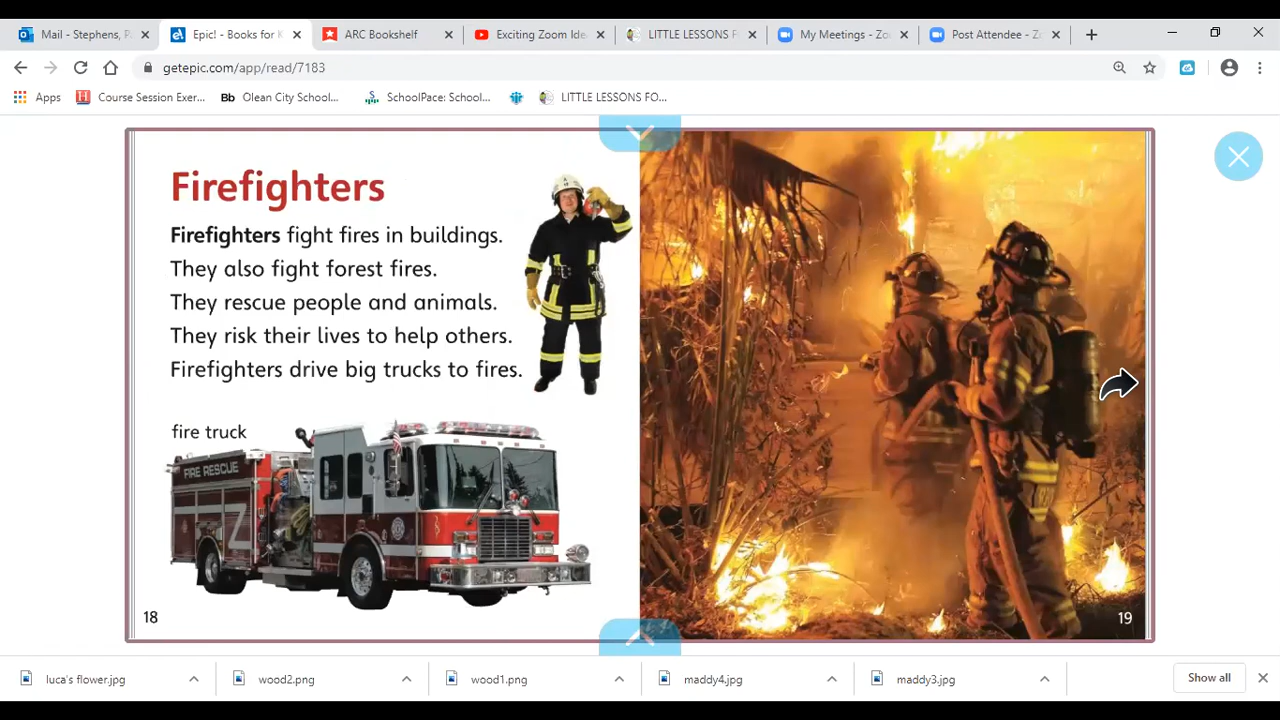 Mail - Stephens, P.
Epic! - Books for K
ARC Bookshelf
Exciting Zoom Ide
LITTLE LESSONS F
My Meetings - Zo
Post Attendee - Z
getepic.com/app/read/7183
Apps
Course Session Exer...
Bb Olean City School...
SchoolPace: School...
LITTLE LESSONS FO...
Firefighters
Firefighters fight fires in buildings.
They also fight forest fires.
They rescue people and animals.
They risk their lives to help others.
Firefighters drive big trucks to fires.
fire truck
FIRE RESCUE
18
19
luca's flower.jpg
wood2.png
wood1.png
maddy4.jpg
maddy3.jpg
Show all